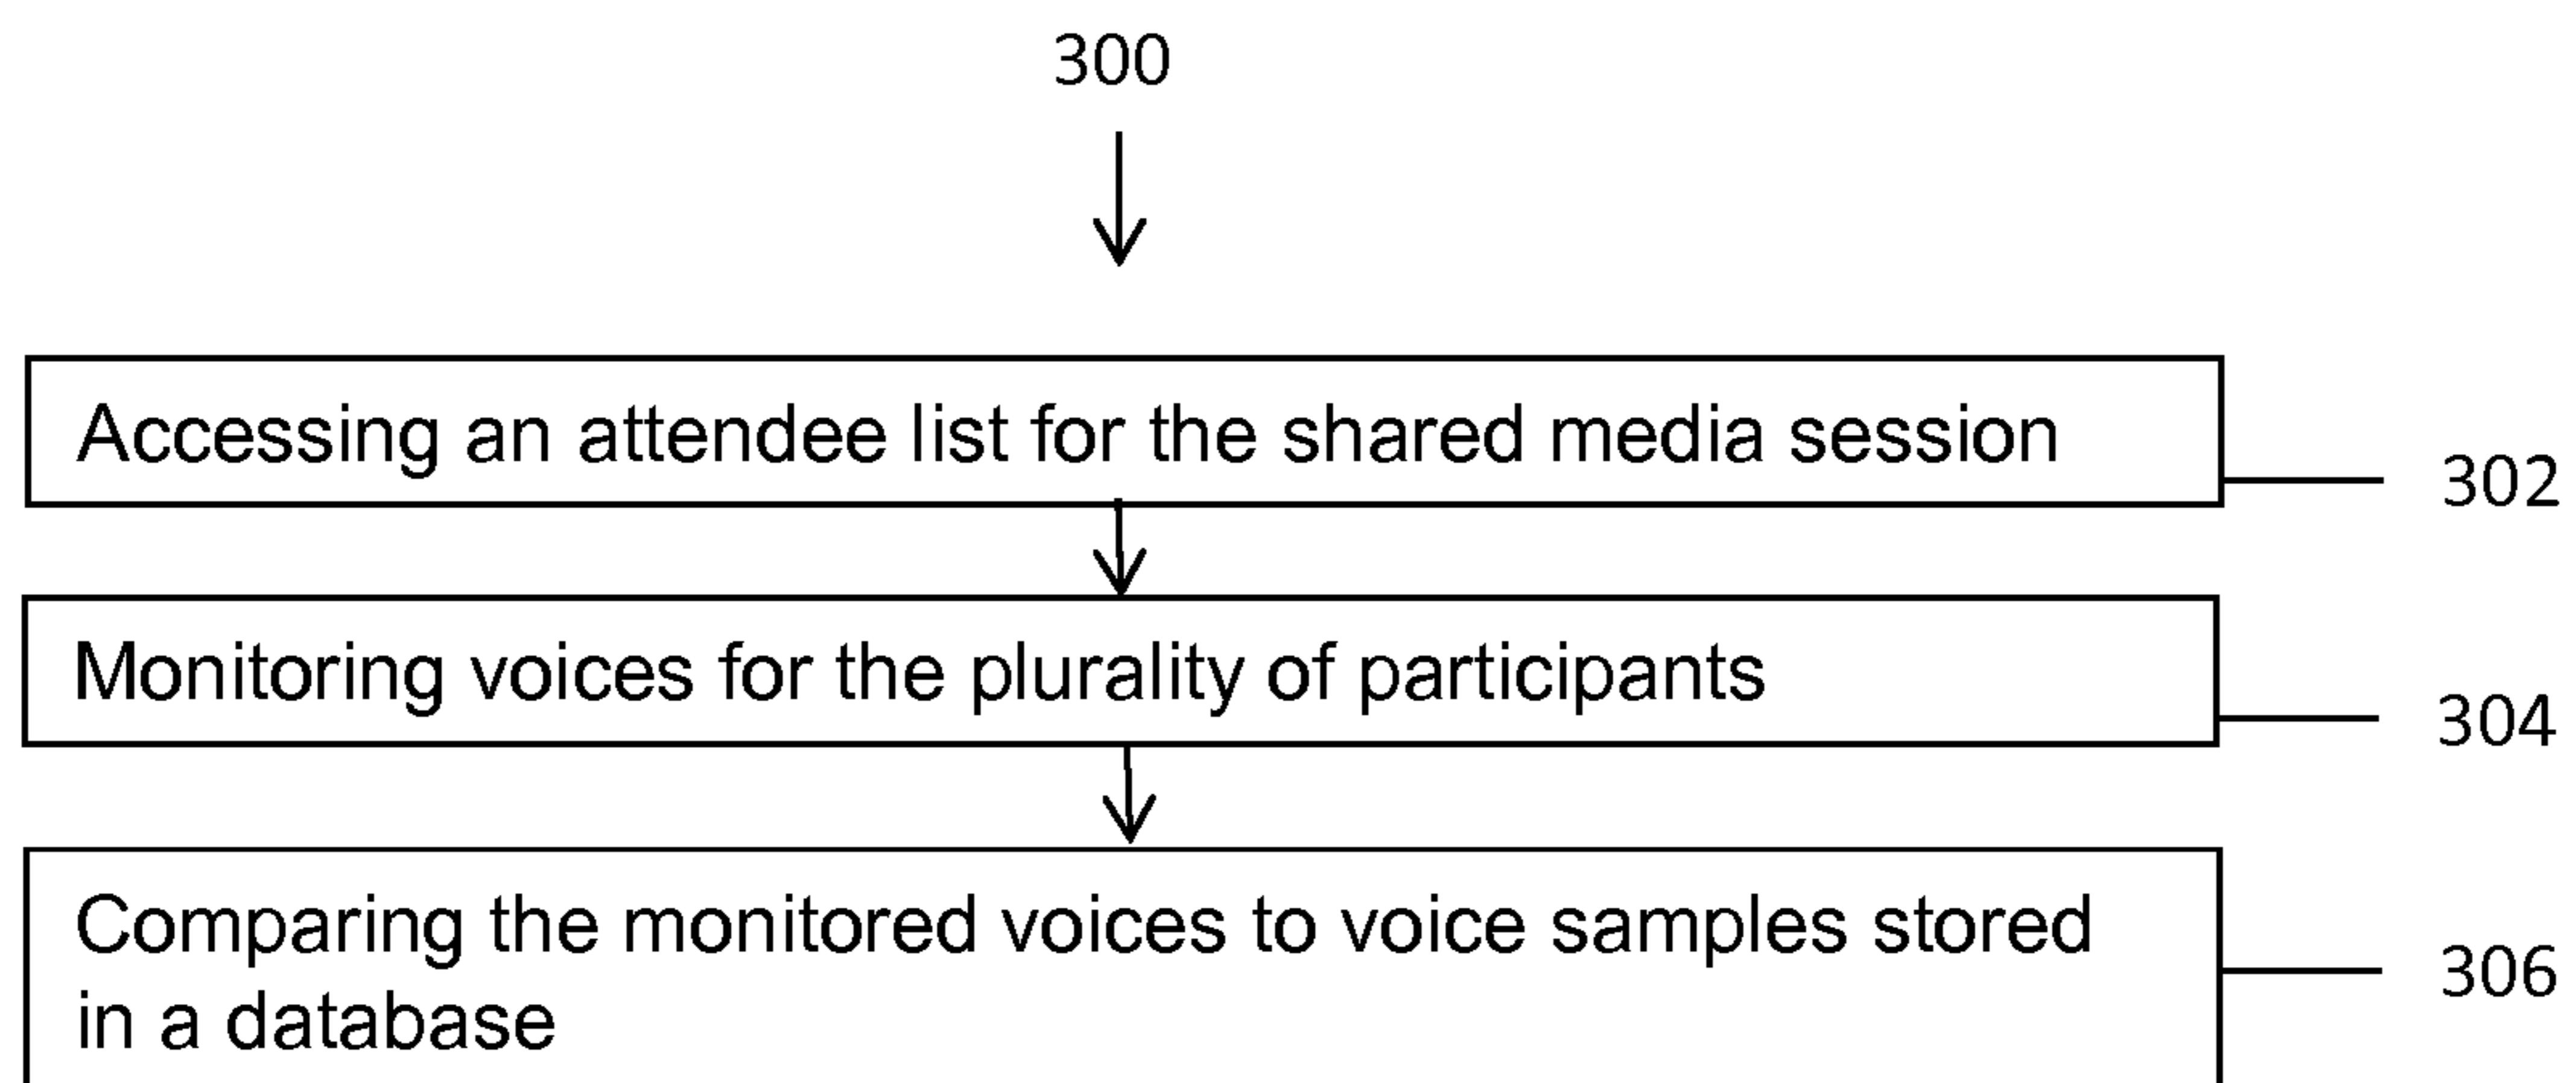 300
Accessing an attendee list for the shared media session
302
Monitoring voices for the plurality of participants
304
Comparing the monitored voices to voice samples stored
in a database
306